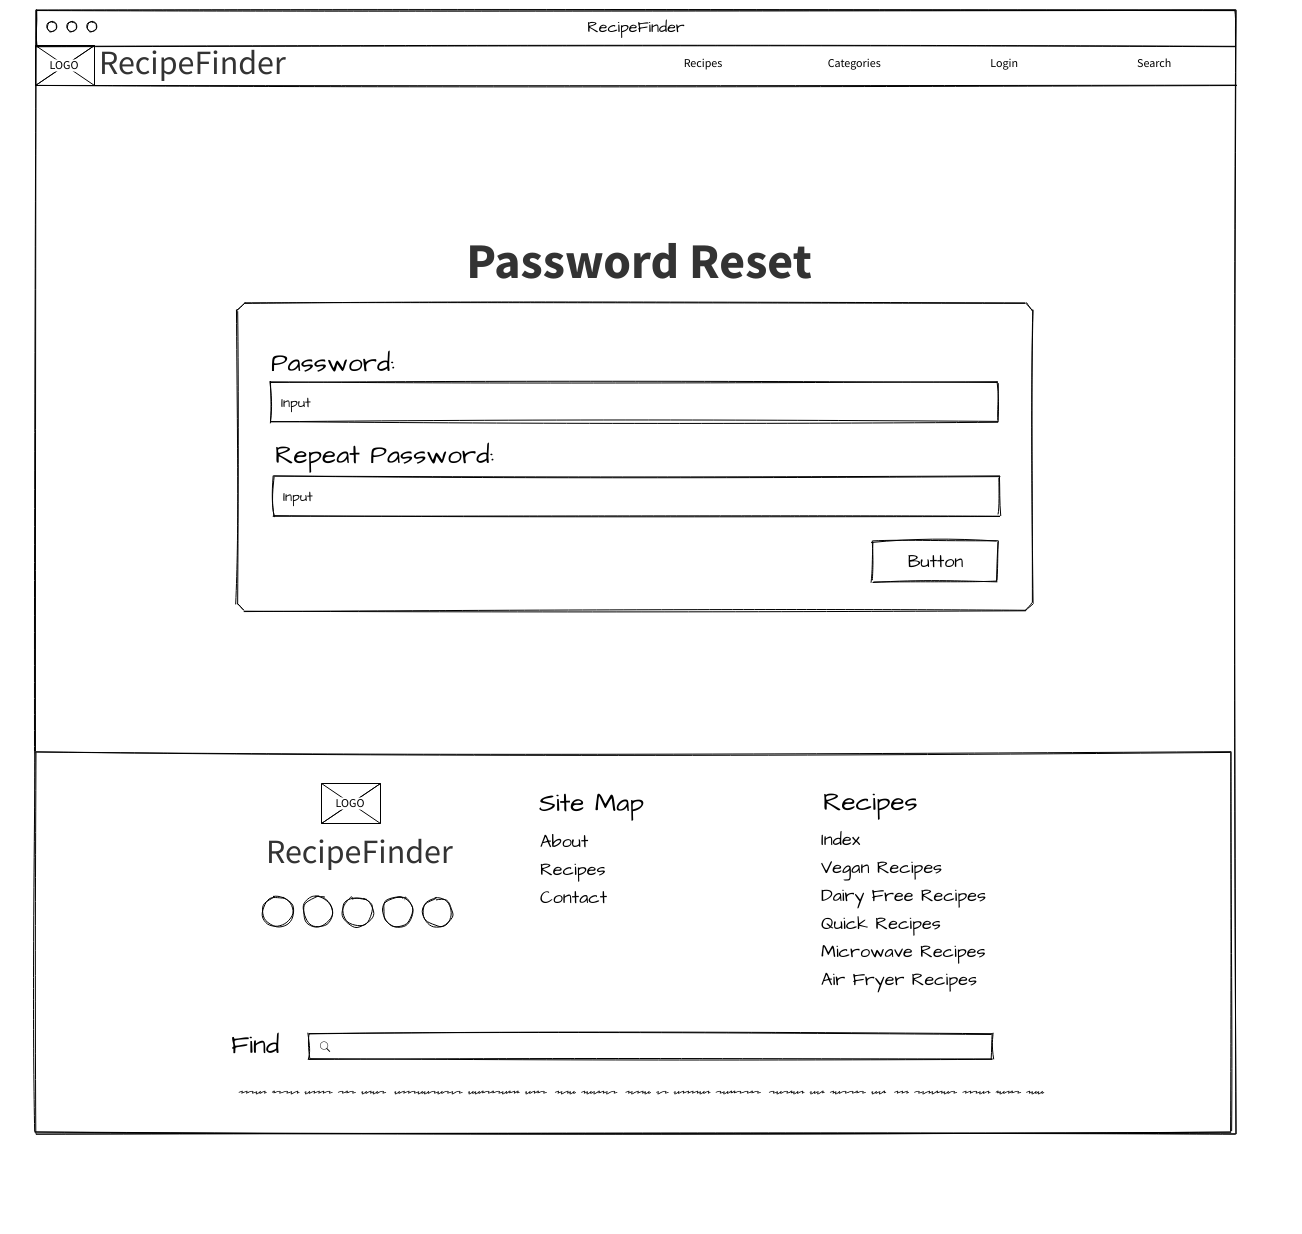 RecipeFinder
LOGO RecipeFinder Recipes Categories Login Search
Password Reset
Password:
Input
Repeat Password:
Input
Button
LOGO
RecipeFinder
Site Map
About
Recipes
Contact
Recipes
Index
Vegan Recipes
Dairy Free Recipes
Quick Recipes
Microwave Recipes
Air Fryer Recipes
Find